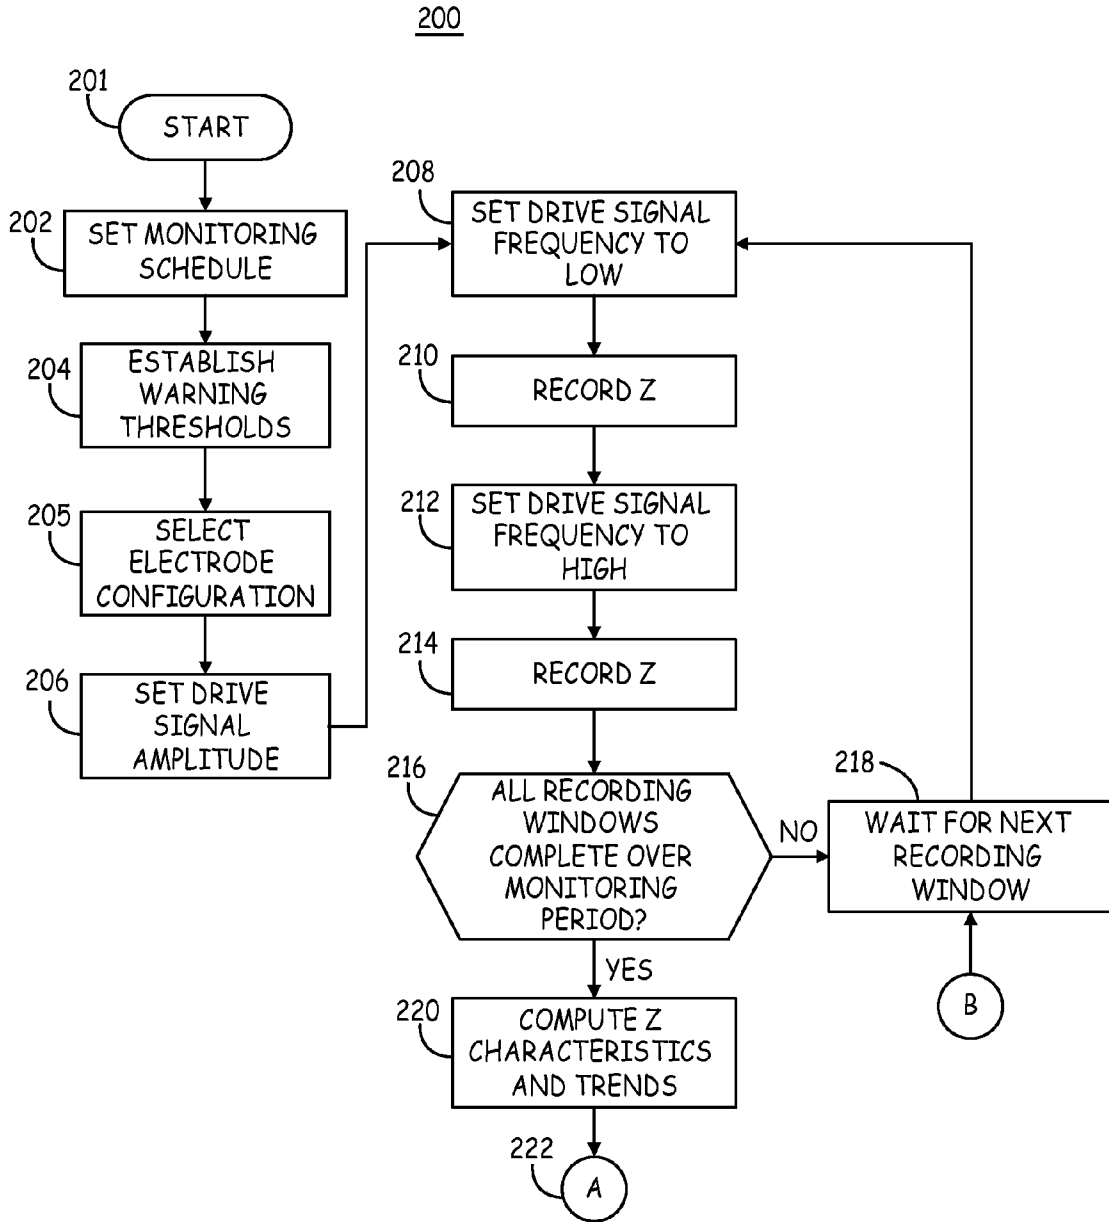 200
201
START
202
SET MONITORING
SCHEDULE
204
ESTABLISH
WARNING
THRESHOLDS
205
SELECT
ELECTRODE
CONFIGURATION
206
SET DRIVE
SIGNAL
AMPLITUDE
208
SET DRIVE SIGNAL
FREQUENCY TO
LOW
210
RECORD Z
212
SET DRIVE SIGNAL
FREQUENCY TO
HIGH
214
RECORD Z
216
ALL RECORDING
WINDOWS
COMPLETE OVER
MONITORING
PERIOD?
NO
218
WAIT FOR NEXT
RECORDING
WINDOW
B
YES
220
COMPUTE Z
CHARACTERISTICS
AND TRENDS
222
A